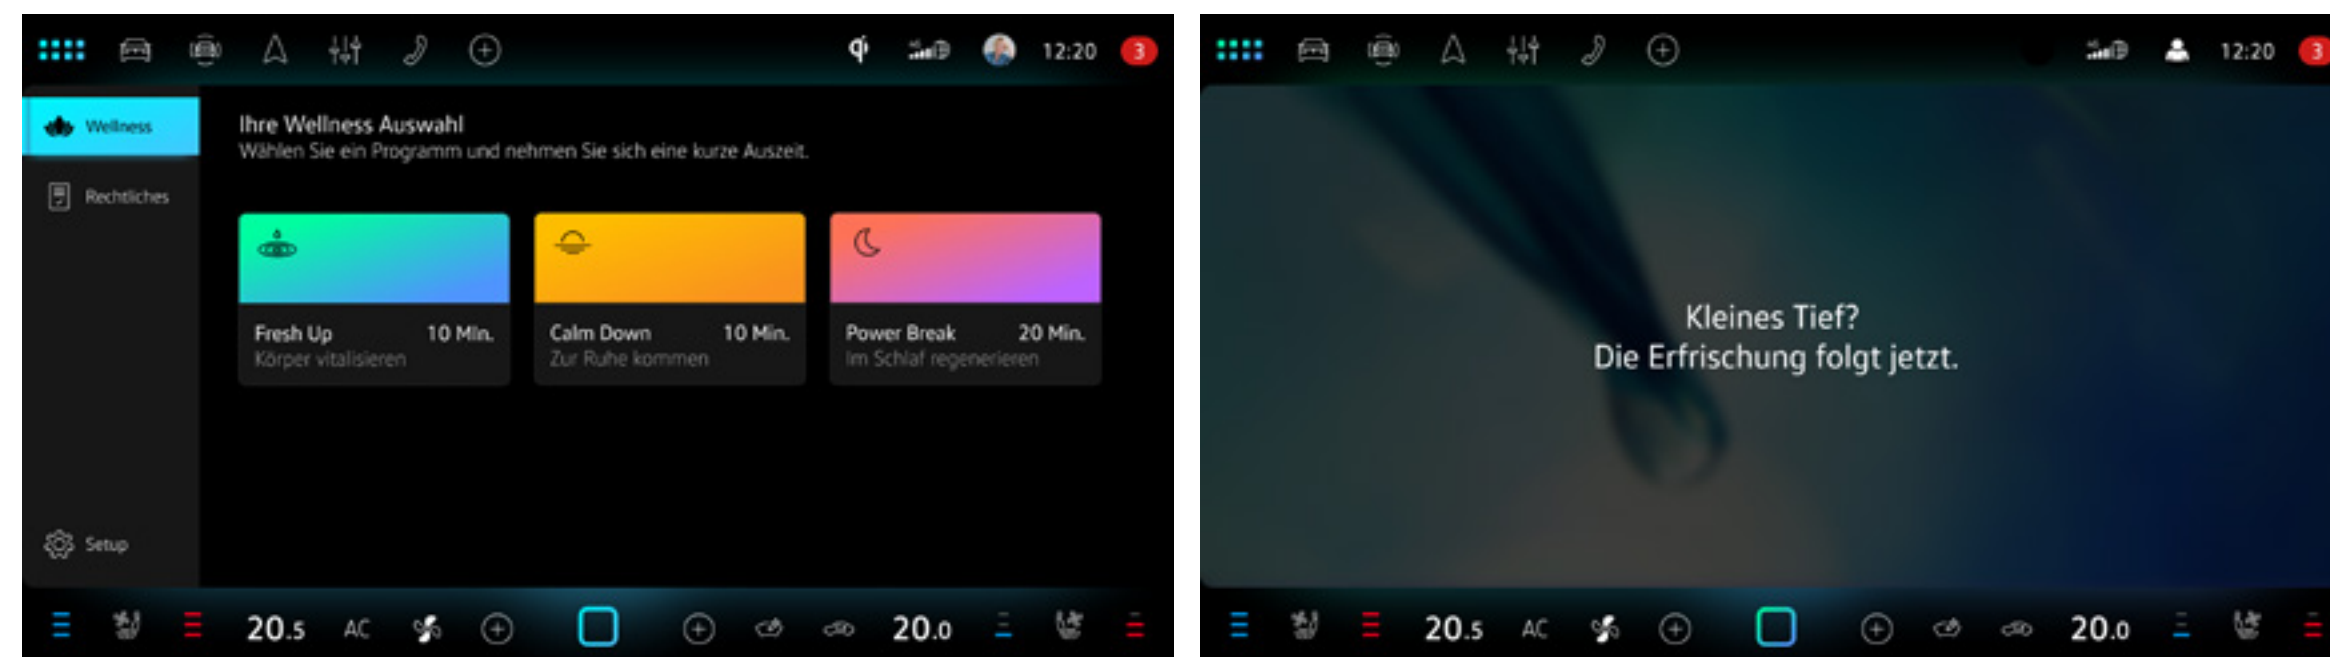 12:20
3
Wellness
Rechtliches
Setup
Ihre Wellness Auswahl
Wählen Sie ein Programm und nehmen Sie sich eine kurze Auszeit.
Fresh Up 10 Min.
Körper vitalisieren
Calm Down 10 Min.
Zur Ruhe kommen
Power Break 20 Min.
Im Schlaf regenerieren
20.5 AC 20.0
12:20
3
Kleines Tief?
Die Erfrischung folgt jetzt.
20.5 AC 20.0